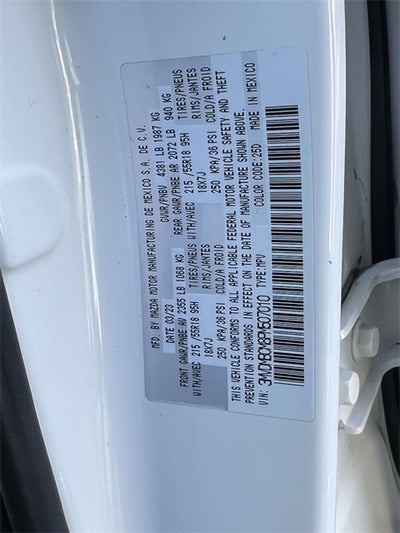 MFD. BY MAZDA MOTOR MANUFACTURING DE MEXICO S.A. DE C.V.
DATE 03/23 GVWR/PNBV 4381 LB 1987 KG
FRONT GAWR/PNBE AV 2355 LB 1068 KG REAR GAWR/PNBE AR 2072 LB 940 KG
WITH/AVEC 215 /55R18 95H TIRES/PNEUS WITH/AVEC 215 /55R18 95H TIRES/PNEUS
18X7J RIMS/JANTES 18X7J RIMS/JANTES
250 KPA/36 PSI COLD/A FROID 250 KPA/36 PSI COLD/A FROID
THIS VEHICLE CONFORMS TO ALL APPLICABLE FEDERAL MOTOR VEHICLE SAFETY AND THEFT
PREVENTION STANDARDS IN EFFECT ON THE DATE OF MANUFACTURE SHOWN ABOVE.
VIN: TYPE:MPV COLOR CODE:25D MADE IN MEXICO